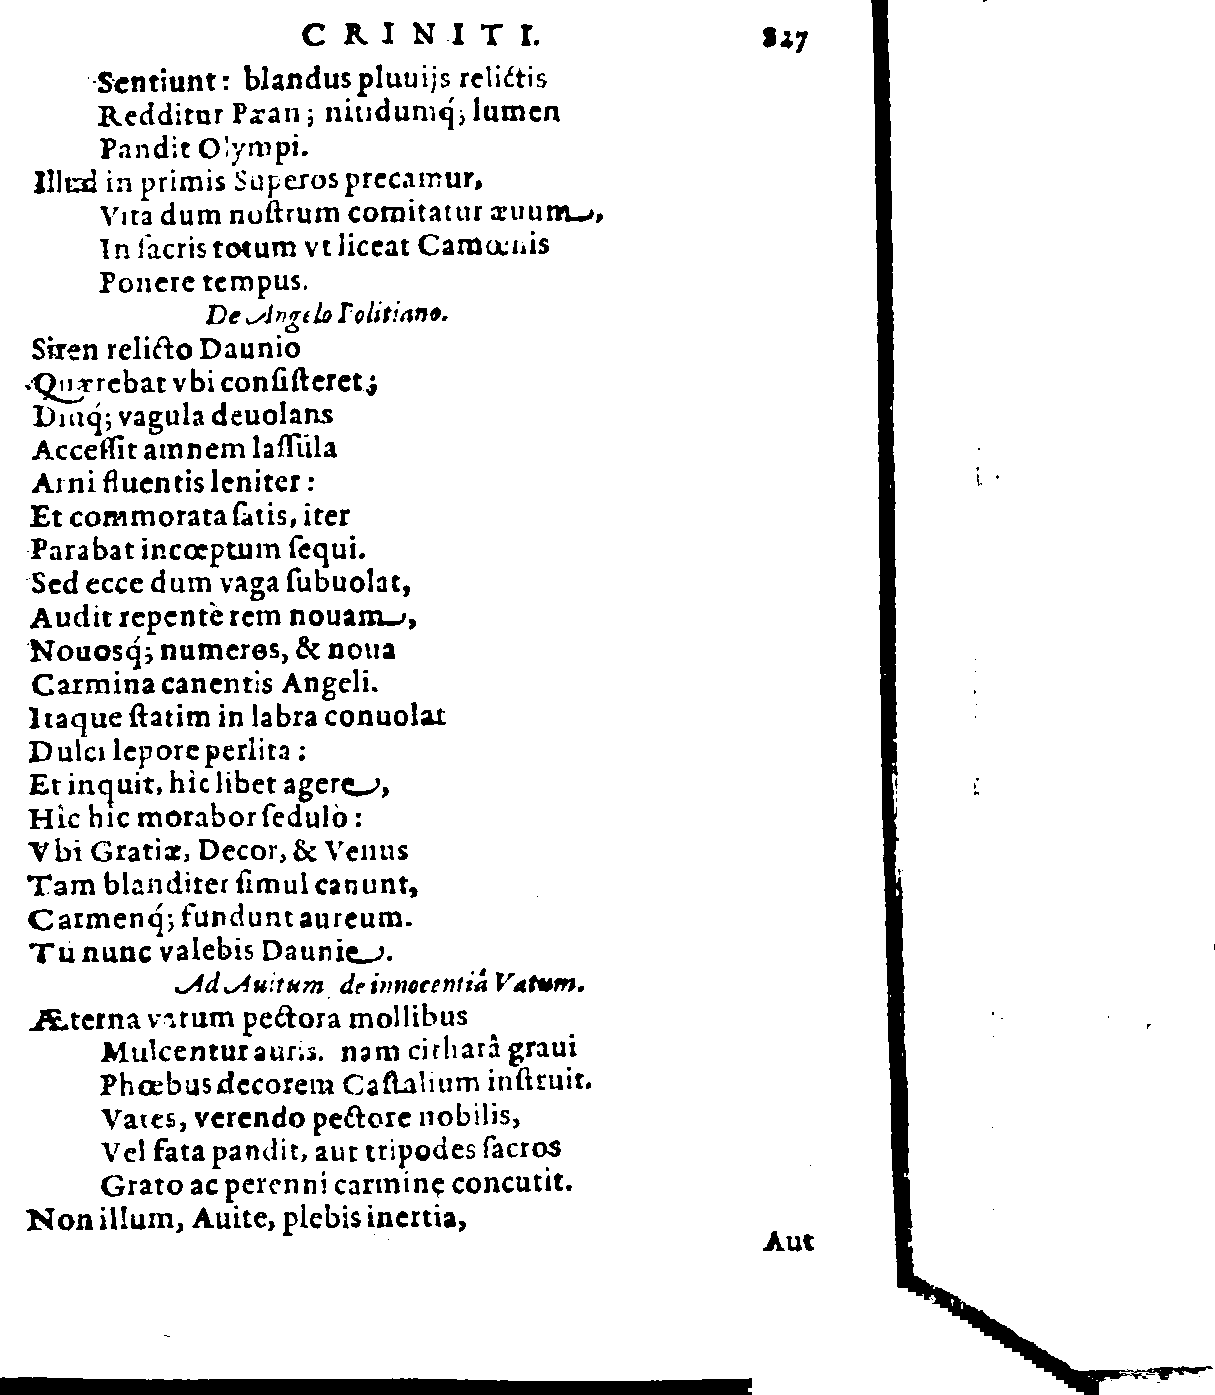 CRINITI. 827
Sentiunt: blandus pluuijs relictis
Redditur Pæan; nitidumq́; lumen
Pandit Olympi.
Illud in primis Superos precamur,
Vita dum noſtrum comitatur æuum,
In ſacris totum vt liceat Camœnis
Ponere tempus.
De Angelo Politiano.
Siren relicto Daunio
Quærebat vbi conſiſteret;
Diuq́; vagula deuolans
Acceſſit amnem laſſula
Arni fluentis leniter:
Et commorata ſatis, iter
Parabat incœptum ſequi.
Sed ecce dum vaga ſubuolat,
Audit repentè rem nouam,
Nouosq́; numeros, & noua
Carmina canentis Angeli.
Itaque ſtatim in labra conuolat
Dulci lepore perlita:
Et inquit, hìc libet agere,
Hìc hìc morabor ſedulò:
Vbi Gratiæ, Decor, & Venus
Tam blanditer ſimul canunt,
Carmenq́; fundunt aureum.
Tu nunc valebis Daunie.
Ad Auitum de innocentiâ Vatum.
Æterna vatum pectora mollibus
Mulcentur auris. nam citharâ graui
Phœbus decorem Caſtalium inſtruit.
Vates, verendo pectore nobilis,
Vel fata pandit, aut tripodes ſacros
Grato ac perenni carmine concutit.
Non illum, Auite, plebis inertia,
Aut